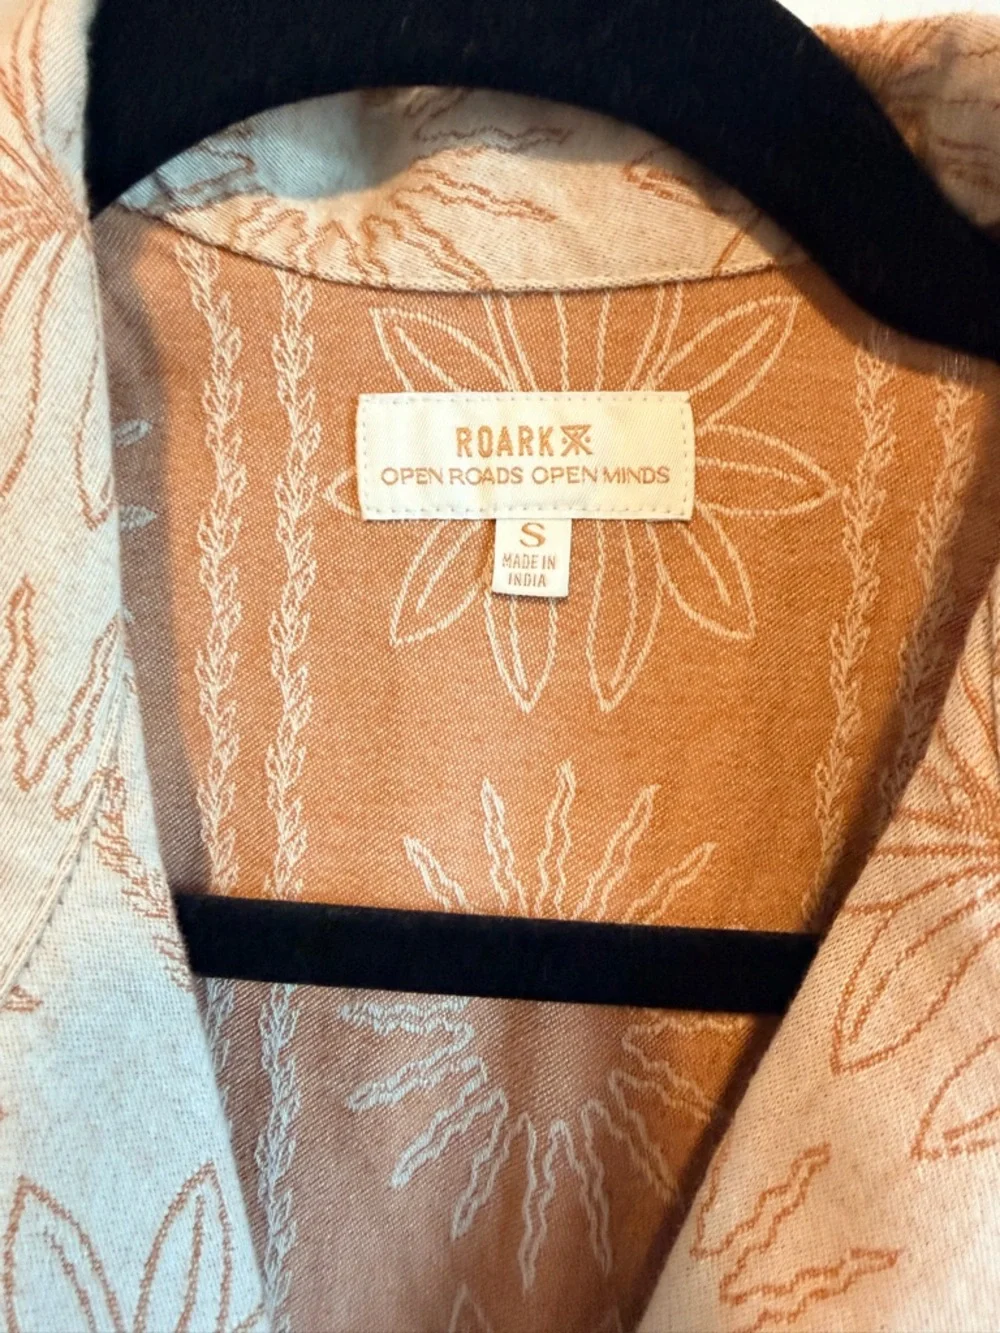 ROARK
OPEN ROADS OPEN MINDS
S
MADE IN
INDIA